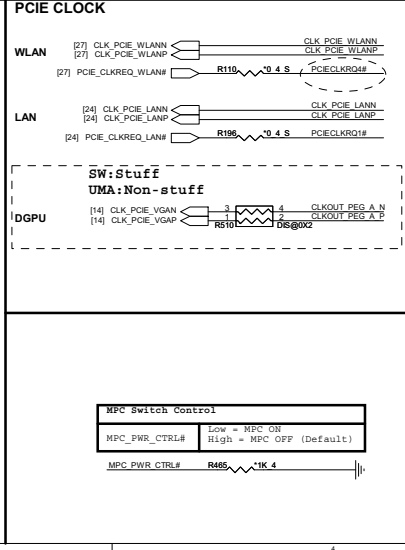 PCIE CLOCK
WLAN
[27] CLK_PCIE_WLANN CLK_PCIE_WLANN
[27] CLK_PCIE_WLANP CLK_PCIE_WLANP
[27] PCIE_CLKREQ_WLAN# R110 *0_4_S PCIECLKRQ4#
LAN
[24] CLK_PCIE_LANN CLK_PCIE_LANN
[24] CLK_PCIE_LANP CLK_PCIE_LANP
[24] PCIE_CLKREQ_LAN# R196 *0_4_S PCIECLKRQ1#
SW:Stuff
UMA:Non-stuff
DGPU
[14] CLK_PCIE_VGAN 3 4 CLKOUT_PEG_A_N
[14] CLK_PCIE_VGAP 1 2 CLKOUT_PEG_A_P
R510 DIS@0X2
MPC Switch Control
MPC_PWR_CTRL# Low = MPC ON
High = MPC OFF (Default)
MPC_PWR_CTRL# R465 *1K_4
4